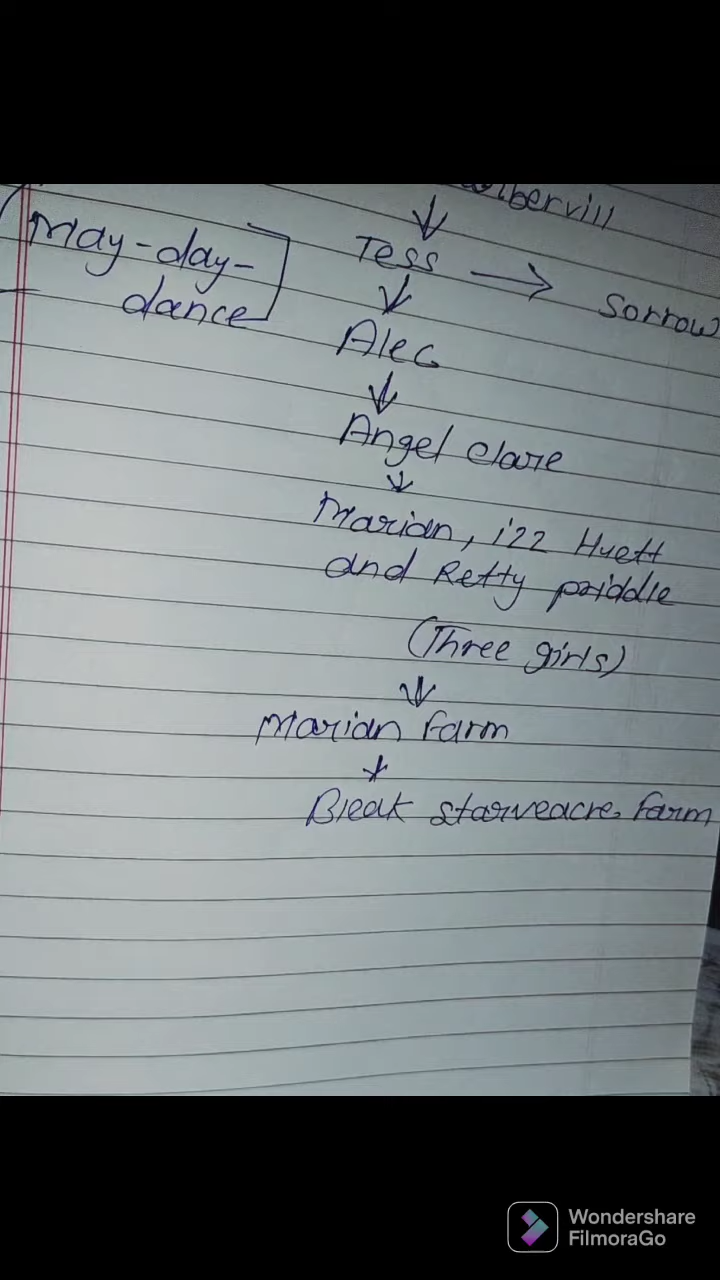 May-day-
dance
Tess → Sorrow
Alec
Angel Clare
Marian, izz Huett
and Retty priddle
(Three girls)
Marian Farm
Bleak starveacre Farm
Wondershare
FilmoraGo